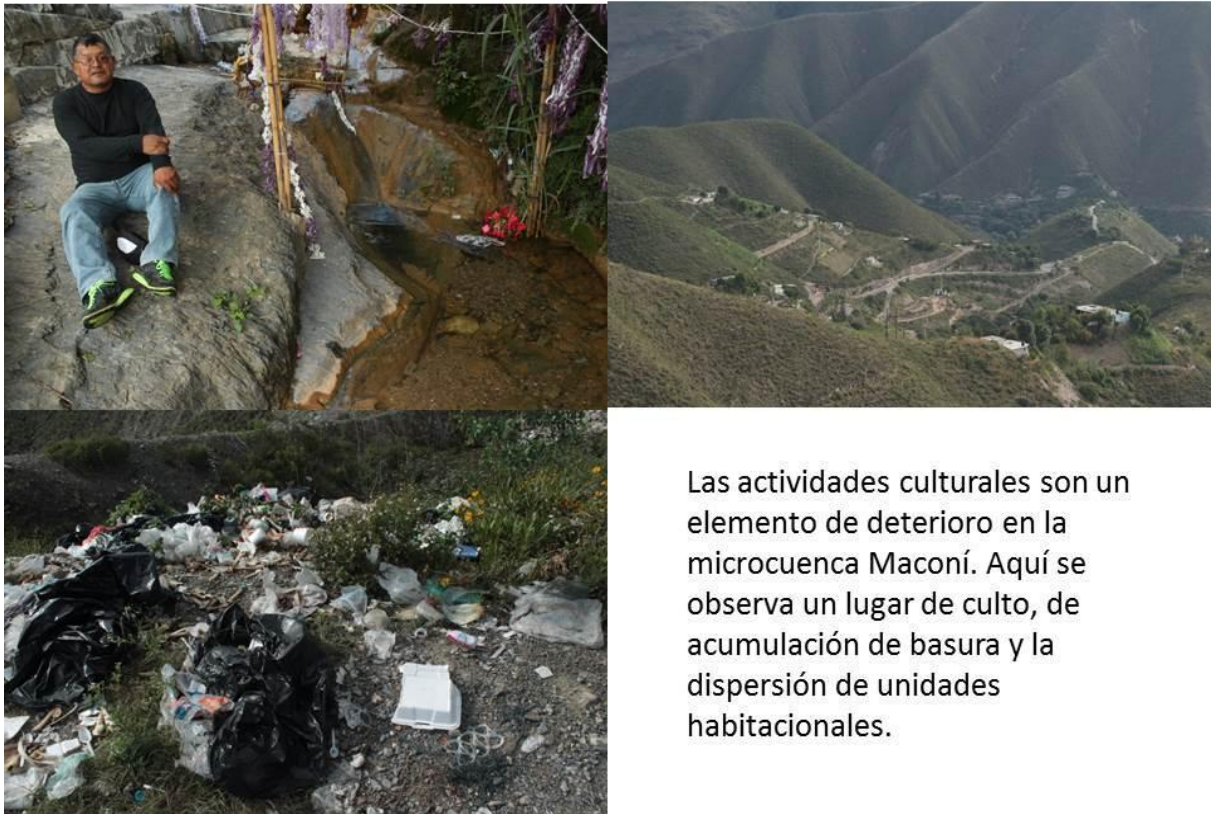 Las actividades culturales son un
elemento de deterioro en la
microcuenca Maconí. Aquí se
observa un lugar de culto, de
acumulación de basura y la
dispersión de unidades
habitacionales.